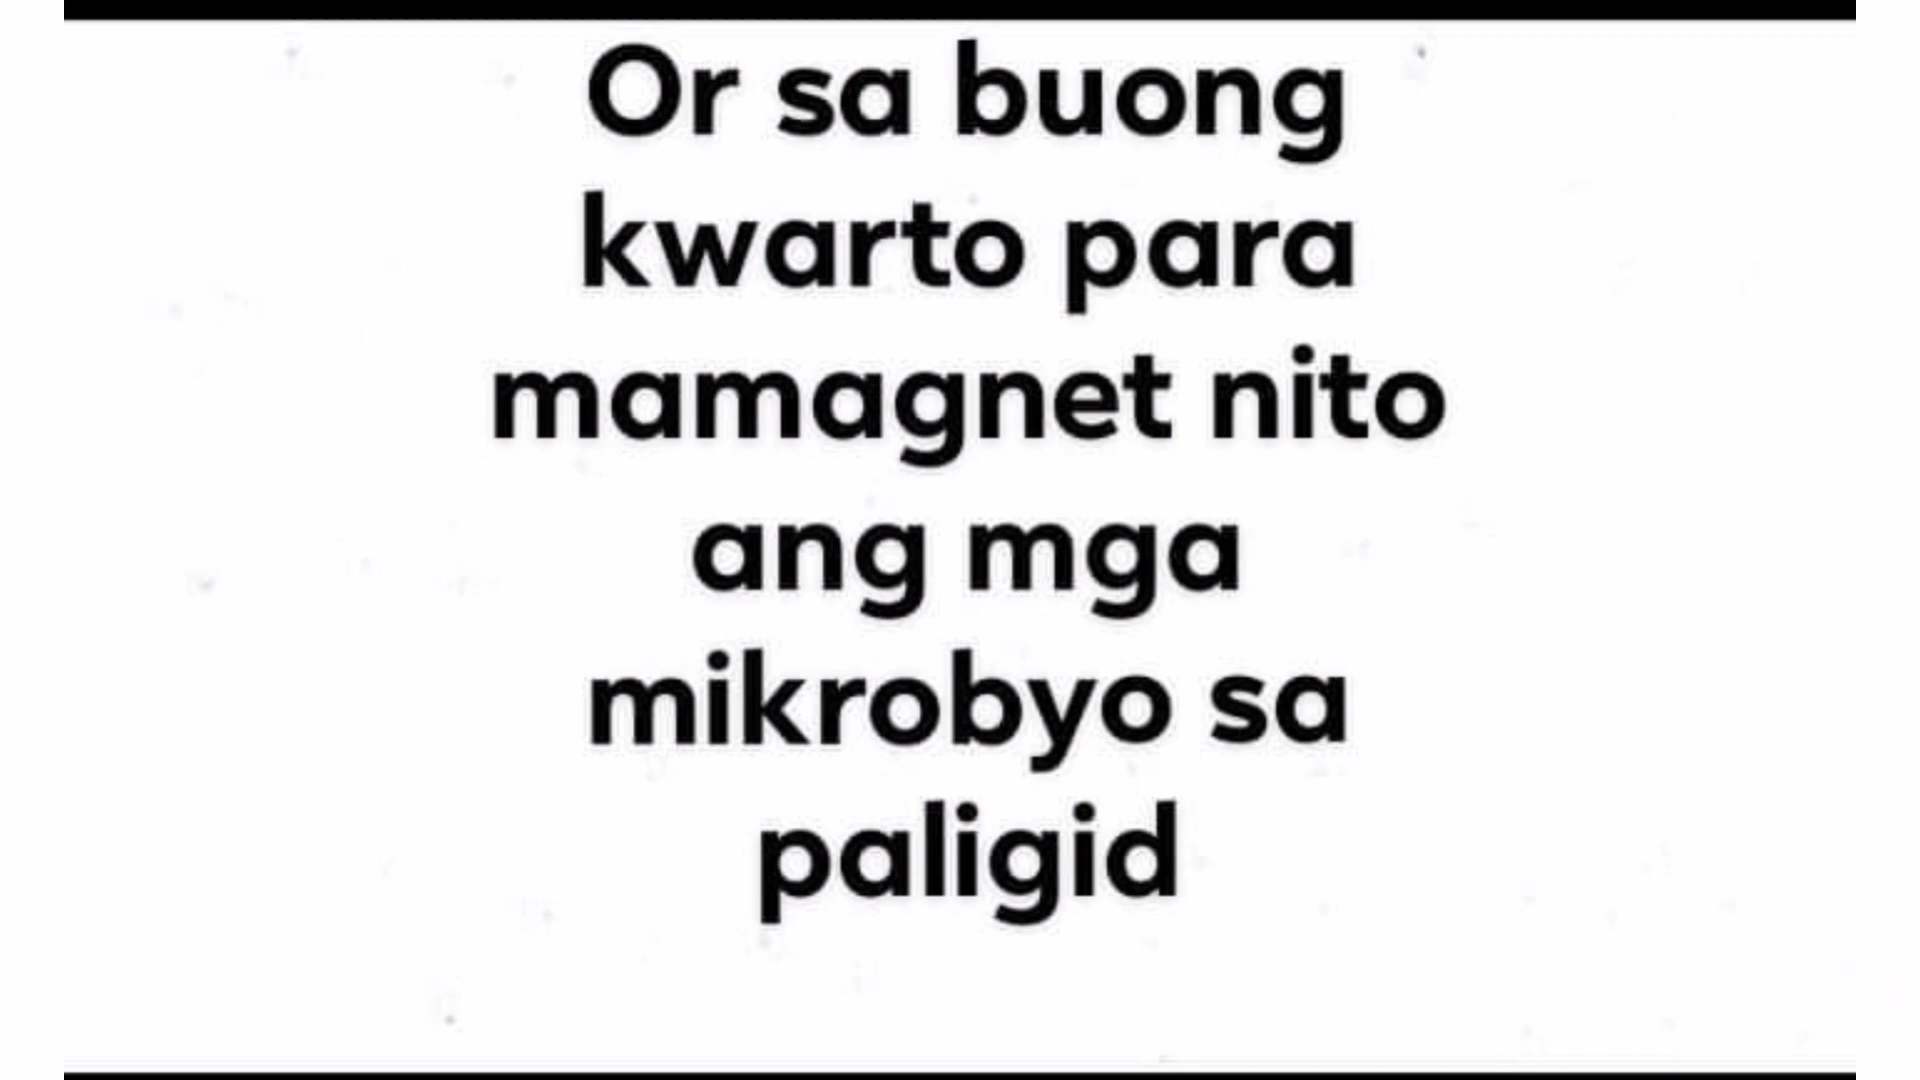 Or sa buong
kwarto para
mamagnet nito
ang mga
mikrobyo sa
paligid